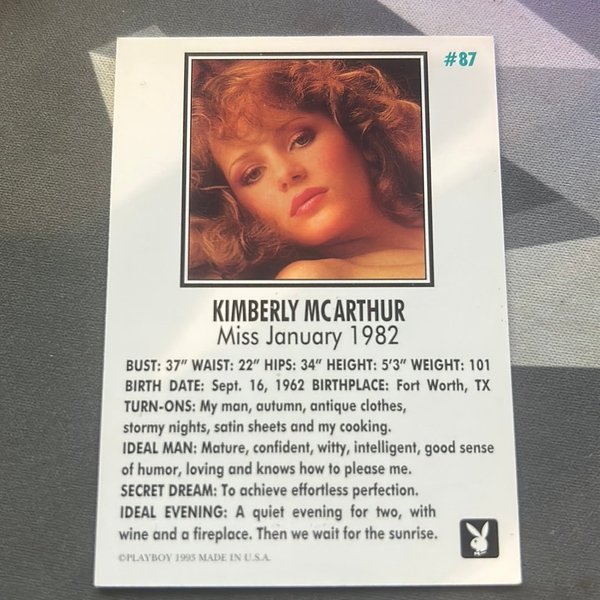 #87
KIMBERLY MCARTHUR
Miss January 1982
BUST: 37" WAIST: 22" HIPS: 34" HEIGHT: 5'3" WEIGHT: 101
BIRTH DATE: Sept. 16, 1962 BIRTHPLACE: Fort Worth, TX
TURN-ONS: My man, autumn, antique clothes,
stormy nights, satin sheets and my cooking.
IDEAL MAN: Mature, confident, witty, intelligent, good sense
of humor, loving and knows how to please me.
SECRET DREAM: To achieve effortless perfection.
IDEAL EVENING: A quiet evening for two, with
wine and a fireplace. Then we wait for the sunrise.
©PLAYBOY 1995 MADE IN U.S.A.